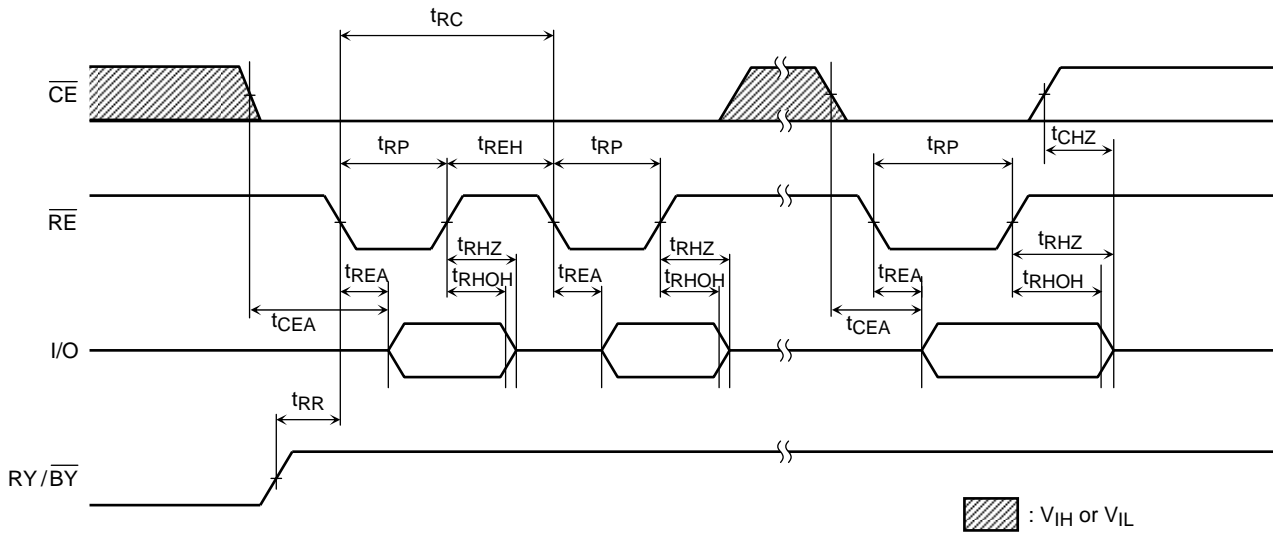 tRC
CE
tCHZ
tRP tREH tRP tRP
RE
tRHZ tRHZ tRHZ
tREA tRHOH tREA tRHOH tREA tRHOH
tCEA tCEA
I/O
tRR
RY/BY
: VIH or VIL